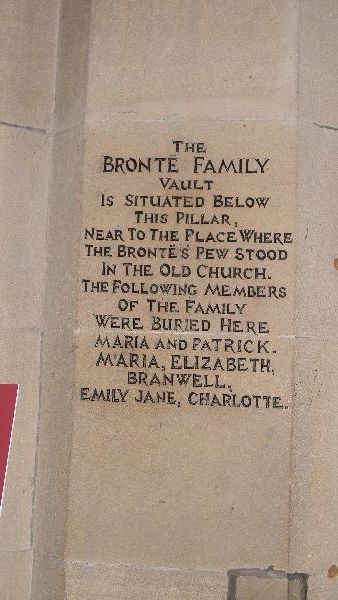 THE
BRONTË FAMILY
VAULT
IS SITUATED BELOW
THIS PILLAR,
NEAR TO THE PLACE WHERE
THE BRONTË'S PEW STOOD
IN THE OLD CHURCH.
THE FOLLOWING MEMBERS
OF THE FAMILY
WERE BURIED HERE
MARIA AND PATRICK.
MARIA, ELIZABETH,
BRANWELL,
EMILY JANE, CHARLOTTE.